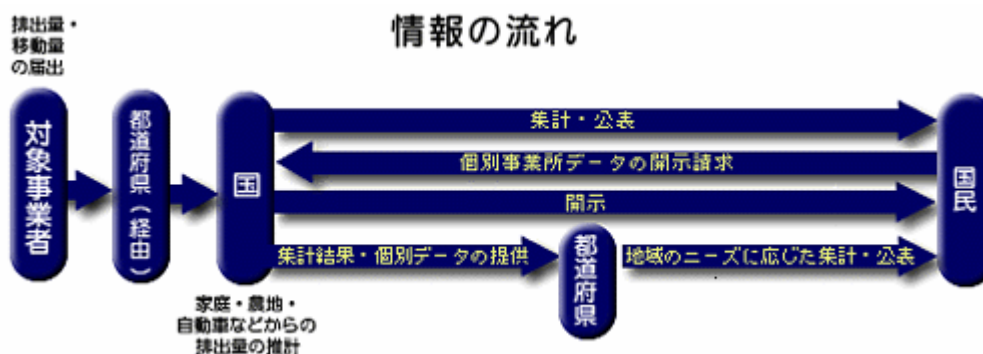 情報の流れ
排出量・
移動量
の届出
対象事業者
都道府県（経由）
国
集計・公表
個別事業所データの開示請求
開示
集計結果・個別データの提供
都道府県
地域のニーズに応じた集計・公表
国民
家庭・農地・
自動車などからの
排出量の推計